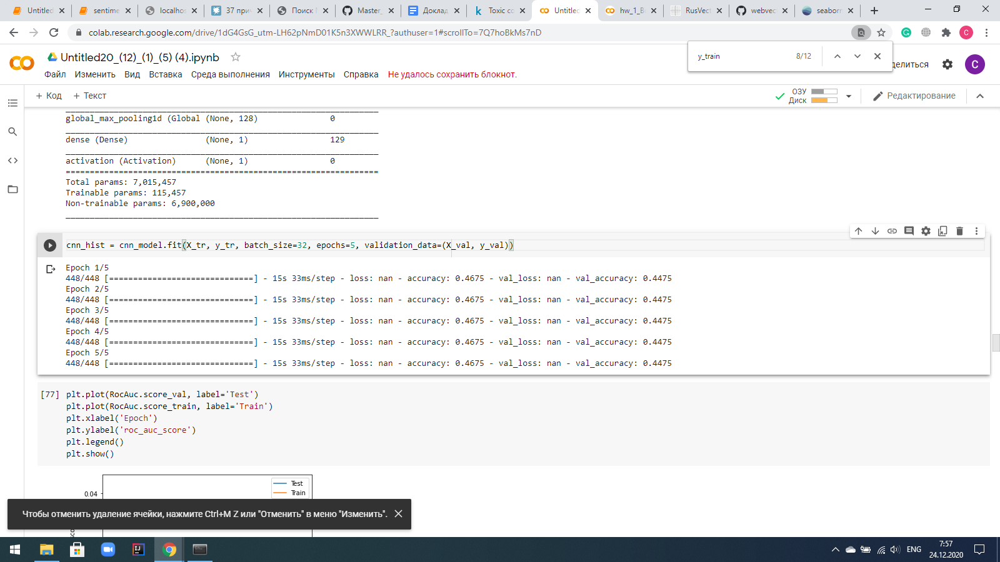 Untitled
sentime
localhos
37 прич
Поиск
Master_
Доклад
Toxic co
Untitlec
hw_1_B
RusVect
webvec
seaborn
colab.research.google.com/drive/1dG4GsG_utm-LH62pNmD01K5n3XWWLRR_?authuser=1#scrollTo=7Q7hoBkMs7nD
C
y_train 8/12
Untitled20_(12)_(1)_(5) (4).ipynb
делиться
C
Файл Изменить Вид Вставка Среда выполнения Инструменты Справка Не удалось сохранить блокнот.
+ Код + Текст
ОЗУ
Диск
Редактирование
global_max_pooling1d (Global (None, 128) 0
dense (Dense) (None, 1) 129
activation (Activation) (None, 1) 0
=================================================================
Total params: 7,015,457
Trainable params: 115,457
Non-trainable params: 6,900,000
cnn_hist = cnn_model.fit(X_tr, y_tr, batch_size=32, epochs=5, validation_data=(X_val, y_val))
Epoch 1/5
448/448 [==============================] - 15s 33ms/step - loss: nan - accuracy: 0.4675 - val_loss: nan - val_accuracy: 0.4475
Epoch 2/5
448/448 [==============================] - 15s 33ms/step - loss: nan - accuracy: 0.4675 - val_loss: nan - val_accuracy: 0.4475
Epoch 3/5
448/448 [==============================] - 15s 33ms/step - loss: nan - accuracy: 0.4675 - val_loss: nan - val_accuracy: 0.4475
Epoch 4/5
448/448 [==============================] - 15s 33ms/step - loss: nan - accuracy: 0.4675 - val_loss: nan - val_accuracy: 0.4475
Epoch 5/5
448/448 [==============================] - 15s 33ms/step - loss: nan - accuracy: 0.4675 - val_loss: nan - val_accuracy: 0.4475
[77] plt.plot(RocAuc.score_val, label='Test')
plt.plot(RocAuc.score_train, label='Train')
plt.xlabel('Epoch')
plt.ylabel('roc_auc_score')
plt.legend()
plt.show()
Test
Train
0.04
Чтобы отменить удаление ячейки, нажмите Ctrl+M Z или "Отменить" в меню "Изменить".
ENG
7:57
24.12.2020